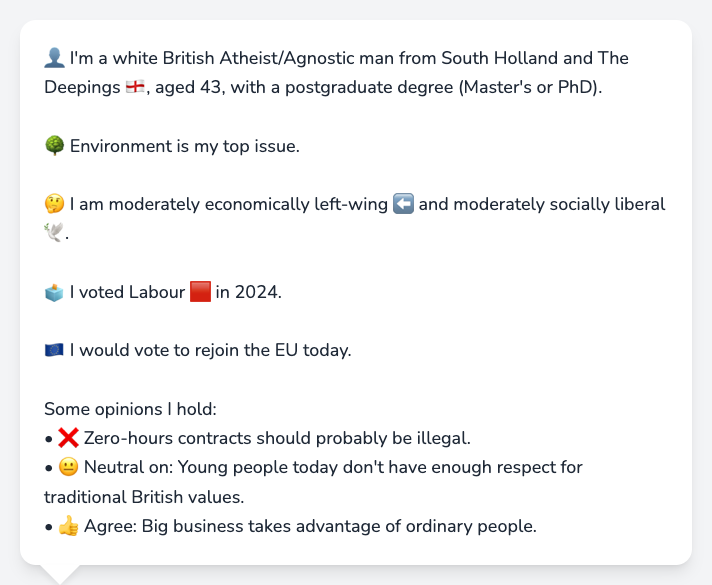 👤 I'm a white British Atheist/Agnostic man from South Holland and The
Deepings 🏴󠁧󠁢󠁥󠁮󠁧󠁿, aged 43, with a postgraduate degree (Master's or PhD).
🌳 Environment is my top issue.
🤔 I am moderately economically left-wing ⬅️ and moderately socially liberal
🕊️.
🗳️ I voted Labour 🟥 in 2024.
🇪🇺 I would vote to rejoin the EU today.
Some opinions I hold:
• ❌ Zero-hours contracts should probably be illegal.
• 😐 Neutral on: Young people today don't have enough respect for
traditional British values.
• 👍 Agree: Big business takes advantage of ordinary people.